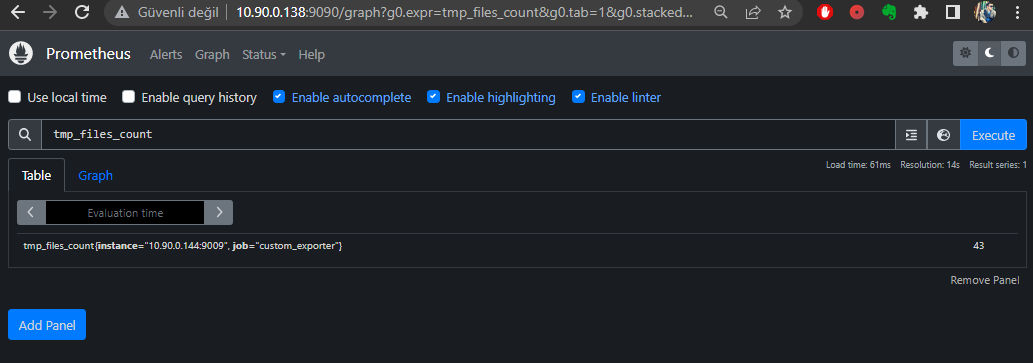 Güvenli değil | 10.90.0.138:9090/graph?g0.expr=tmp_files_count&g0.tab=1&g0.stacked...
Prometheus Alerts Graph Status Help
Use local time Enable query history Enable autocomplete Enable highlighting Enable linter
tmp_files_count Execute
Load time: 61ms Resolution: 14s Result series: 1
Table Graph
Evaluation time
tmp_files_count{instance="10.90.0.144:9009", job="custom_exporter"} 43
Remove Panel
Add Panel